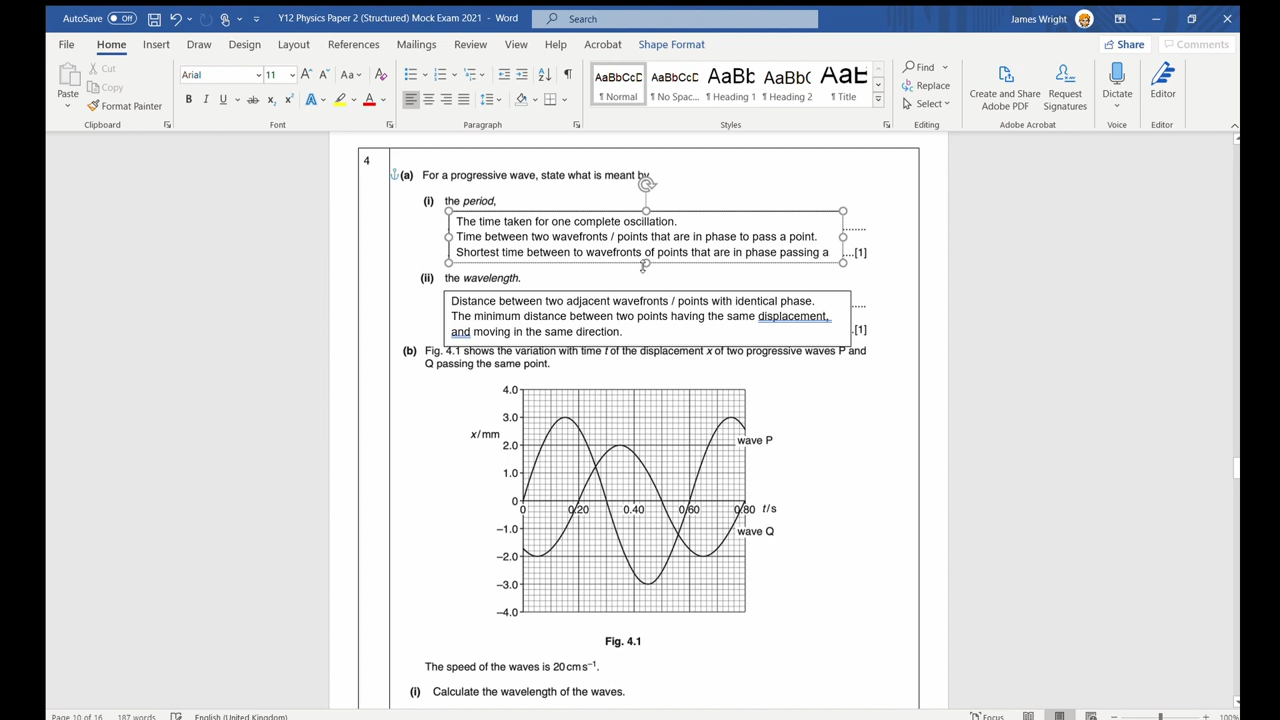 AutoSave Off
Y12 Physics Paper 2 (Structured) Mock Exam 2021 - Word
Search
James Wright
File Home Insert Draw Design Layout References Mailings Review View Help Acrobat Shape Format
Share
Comments
Paste
Cut
Copy
Format Painter
Clipboard
Arial 11
Font
Paragraph
AaBbCcD AaBbCcD AaBb AaBb( AaB
¶ Normal ¶ No Spac... ¶ Heading 1 ¶ Heading 2 ¶ Title
Styles
Find
Replace
Select
Editing
Create and Share Adobe PDF
Request Signatures
Adobe Acrobat
Dictate
Voice
Editor
Editor
4
(a) For a progressive wave, state what is meant by
(i) the period,
The time taken for one complete oscillation.
Time between two wavefronts / points that are in phase to pass a point.
Shortest time between to wavefronts of points that are in phase passing a
....[1]
(ii) the wavelength.
Distance between two adjacent wavefronts / points with identical phase.
The minimum distance between two points having the same displacement,
and moving in the same direction.
.[1]
(b) Fig. 4.1 shows the variation with time t of the displacement x of two progressive waves P and
Q passing the same point.
4.0
3.0
x/mm
wave P
2.0
1.0
0
0 0.20 0.40 0.60 0.80 t/s
–1.0
wave Q
–2.0
–3.0
–4.0
Fig. 4.1
The speed of the waves is 20 cm s⁻¹.
(i) Calculate the wavelength of the waves.
Page 10 of 16 187 words English (United Kingdom) Focus 100%